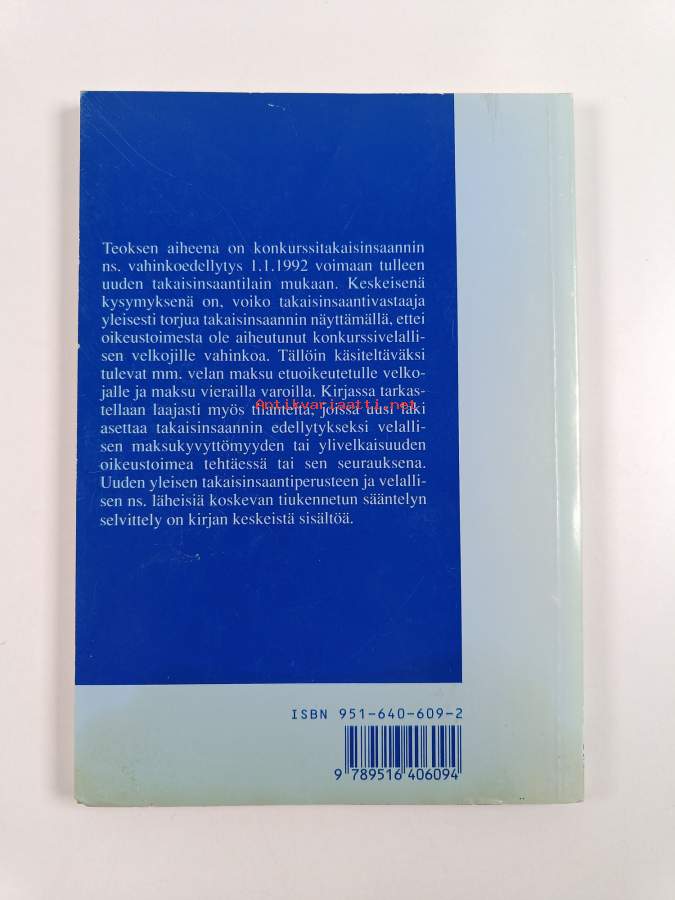 Teoksen aiheena on konkurssitakaisinsaannin
ns. vahinkoedellytys 1.1.1992 voimaan tulleen
uuden takaisinsaantilain mukaan. Keskeisenä
kysymyksenä on, voiko takaisinsaantivastaaja
yleisesti torjua takaisinsaannin näyttämällä, ettei
oikeustoimesta ole aiheutunut konkurssivelalli-
sen velkojille vahinkoa. Tällöin käsiteltäväksi
tulevat mm. velan maksu etuoikeutetulle velko-
jalle ja maksu vierailla varoilla. Kirjassa tarkas-
tellaan laajasti myös tilanteita, joissa uusi laki
Antikvariaatti.net
asettaa takaisinsaannin edellytykseksi velalli-
sen maksukyvyttömyyden tai ylivelkaisuuden
oikeustoimea tehtäessä tai sen seurauksena.
Uuden yleisen takaisinsaantiperusteen ja velalli-
sen ns. läheisiä koskevan tiukennetun sääntelyn
selvittely on kirjan keskeistä sisältöä.
ISBN 951-640-609-2
9 789516 406094